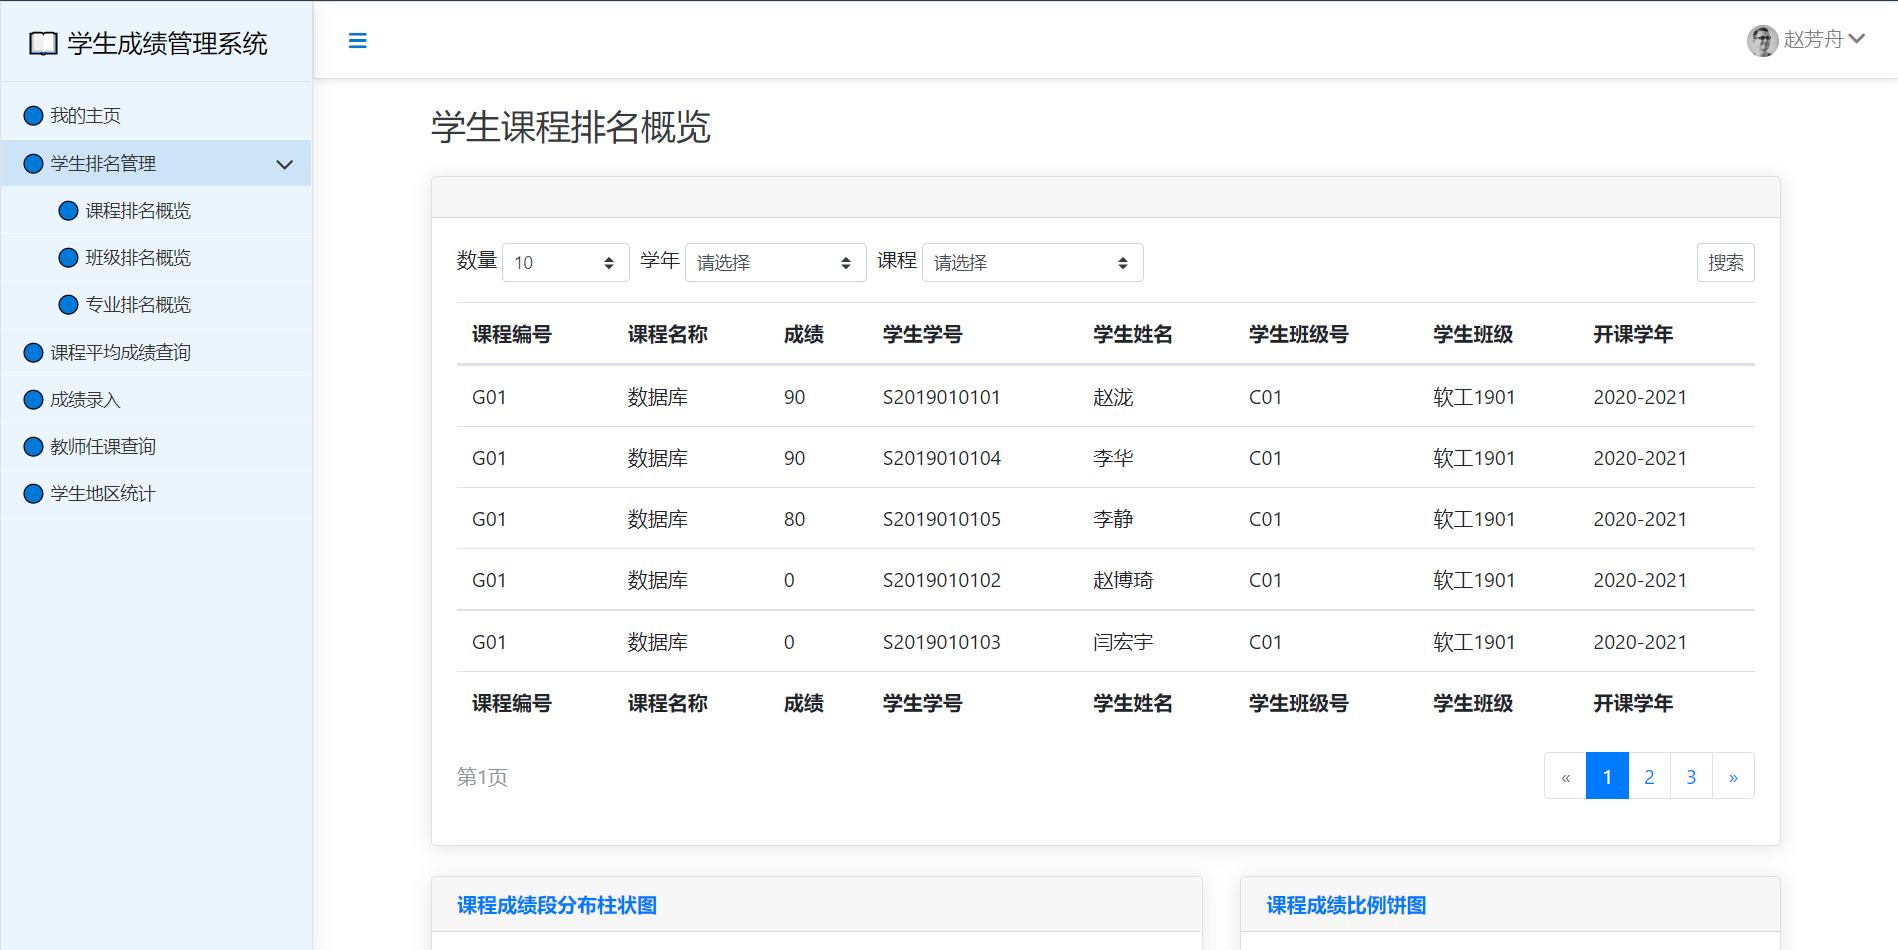 学生成绩管理系统
赵芳舟
我的主页
学生排名管理
课程排名概览
班级排名概览
专业排名概览
课程平均成绩查询
成绩录入
教师任课查询
学生地区统计
学生课程排名概览
数量 10 学年 请选择 课程 请选择 搜索
课程编号 课程名称 成绩 学生学号 学生姓名 学生班级号 学生班级 开课学年
G01 数据库 90 S2019010101 赵泷 C01 软工1901 2020-2021
G01 数据库 90 S2019010104 李华 C01 软工1901 2020-2021
G01 数据库 80 S2019010105 李静 C01 软工1901 2020-2021
G01 数据库 0 S2019010102 赵博琦 C01 软工1901 2020-2021
G01 数据库 0 S2019010103 闫宏宇 C01 软工1901 2020-2021
课程编号 课程名称 成绩 学生学号 学生姓名 学生班级号 学生班级 开课学年
第1页 « 1 2 3 »
课程成绩段分布柱状图
课程成绩比例饼图